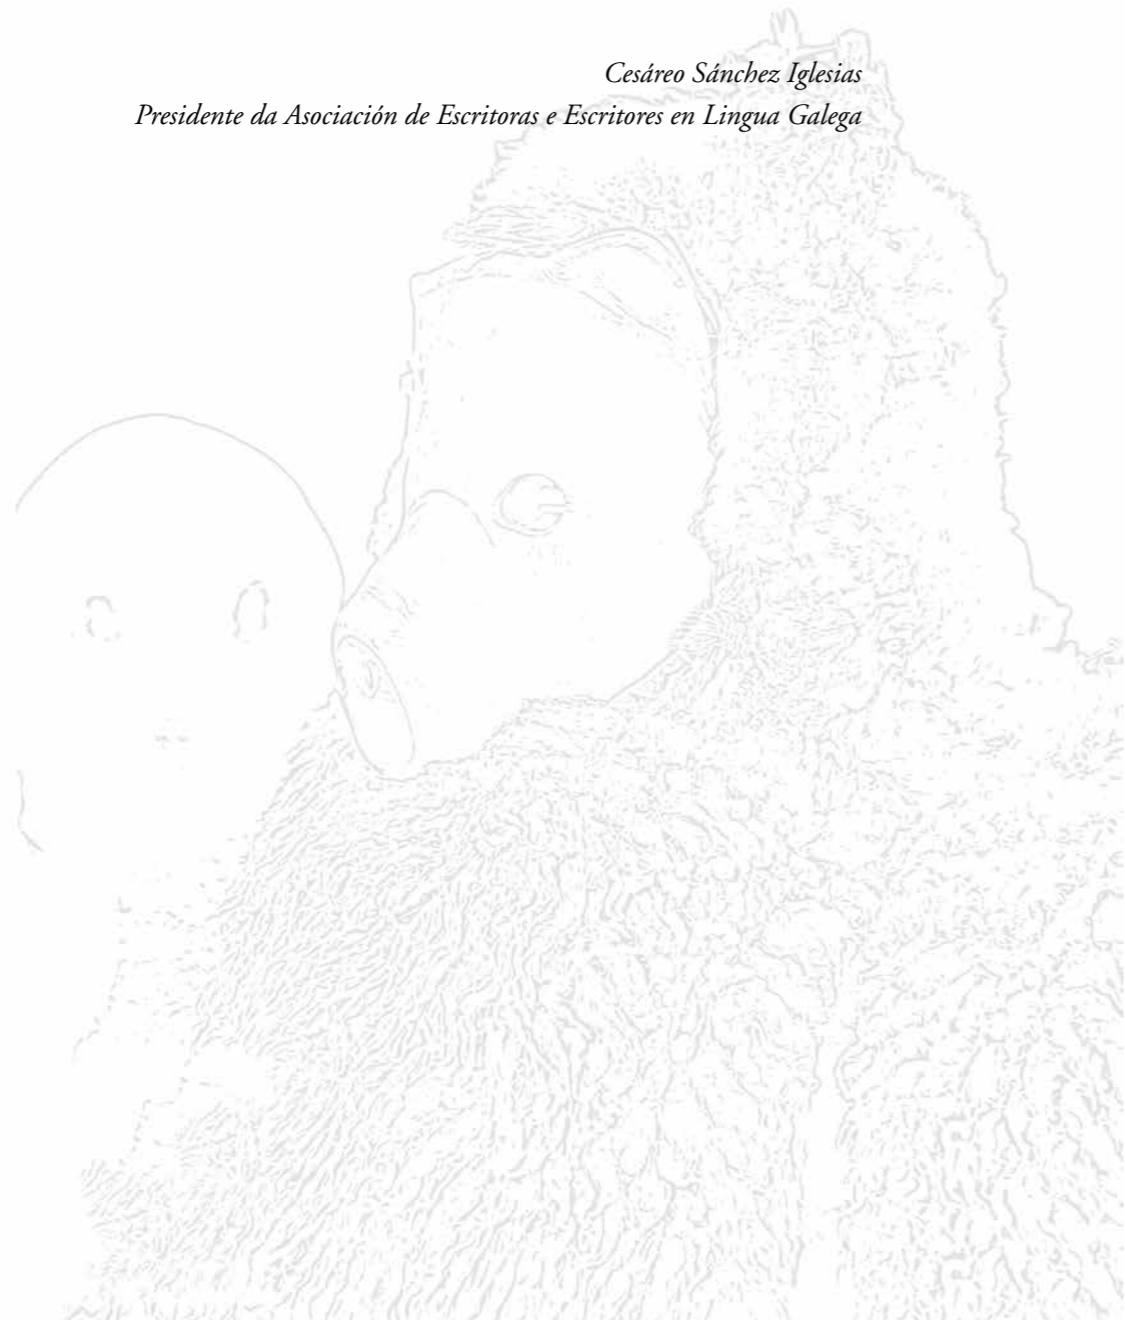 Cesáreo Sánchez Iglesias
Presidente da Asociación de Escritoras e Escritores en Lingua Galega